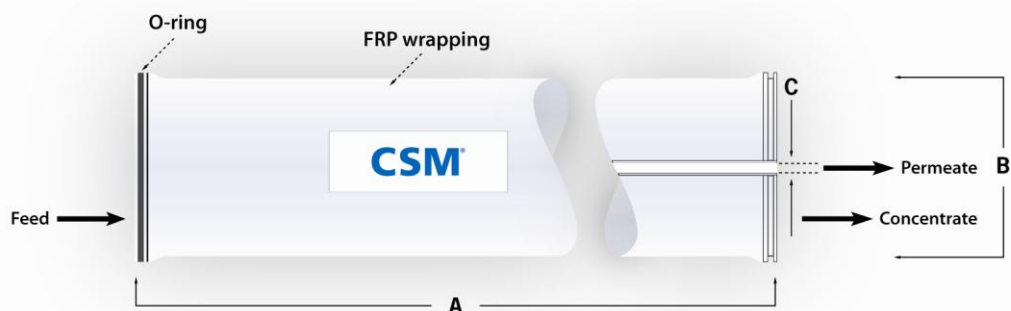 O-ring
FRP wrapping
C
CSM®
Permeate
B
Feed
Concentrate
A